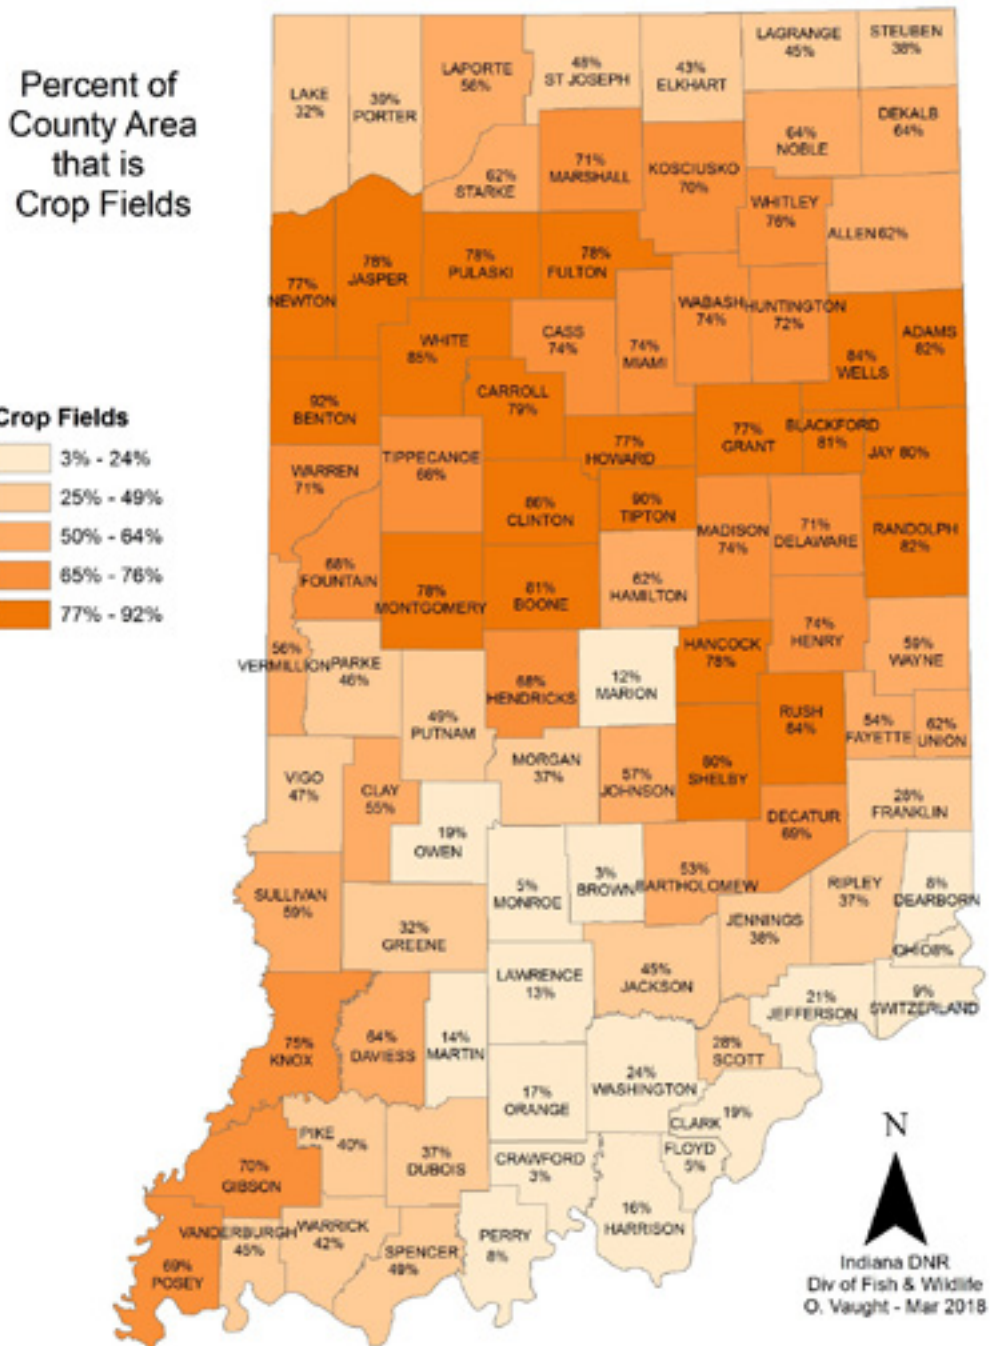 Percent of
County Area
that is
Crop Fields
Crop Fields
3% - 24%
25% - 49%
50% - 64%
65% - 76%
77% - 92%
LAKE
32%
39%
PORTER
LAPORTE
56%
48%
ST JOSEPH
43%
ELKHART
LAGRANGE
45%
STEUBEN
38%
62%
STARKE
71%
MARSHALL
KOSCIUSKO
70%
64%
NOBLE
DEKALB
64%
WHITLEY
76%
ALLEN 62%
77%
NEWTON
78%
JASPER
78%
PULASKI
78%
FULTON
WHITE
85%
CASS
74%
74%
MIAMI
WABASH
74%
HUNTINGTON
72%
84%
WELLS
ADAMS
82%
92%
BENTON
CARROLL
79%
77%
HOWARD
77%
GRANT
BLACKFORD
81%
JAY 80%
WARREN
71%
TIPPECANOE
66%
86%
CLINTON
90%
TIPTON
MADISON
74%
71%
DELAWARE
RANDOLPH
82%
68%
FOUNTAIN
78%
MONTGOMERY
81%
BOONE
62%
HAMILTON
74%
HENRY
59%
WAYNE
56%
VERMILLION
PARKE
46%
49%
PUTNAM
68%
HENDRICKS
12%
MARION
HANCOCK
78%
RUSH
84%
54%
FAYETTE
62%
UNION
VIGO
47%
CLAY
55%
19%
OWEN
MORGAN
37%
57%
JOHNSON
80%
SHELBY
DECATUR
69%
28%
FRANKLIN
SULLIVAN
59%
32%
GREENE
5%
MONROE
3%
BROWN
53%
BARTHOLOMEW
JENNINGS
38%
RIPLEY
37%
8%
DEARBORN
OHIO8%
75%
KNOX
64%
DAVIESS
14%
MARTIN
LAWRENCE
13%
45%
JACKSON
21%
JEFFERSON
9%
SWITZERLAND
17%
ORANGE
24%
WASHINGTON
28%
SCOTT
CLARK 19%
FLOYD
5%
70%
GIBSON
PIKE
40%
37%
DUBOIS
CRAWFORD
3%
16%
HARRISON
69%
POSEY
VANDERBURGH
45%
WARRICK
42%
SPENCER
49%
PERRY
8%
N
Indiana DNR
Div of Fish & Wildlife
O. Vaught - Mar 2018